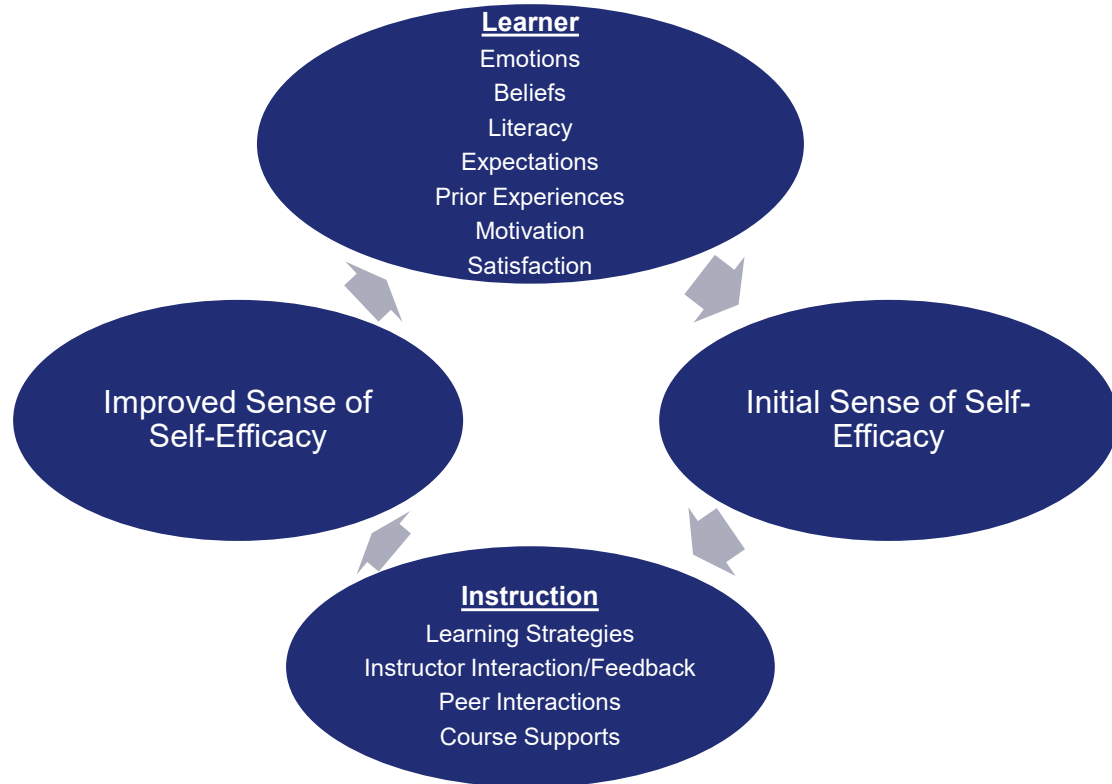 Learner
Emotions
Beliefs
Literacy
Expectations
Prior Experiences
Motivation
Satisfaction
Improved Sense of
Self-Efficacy
Initial Sense of Self-
Efficacy
Instruction
Learning Strategies
Instructor Interaction/Feedback
Peer Interactions
Course Supports